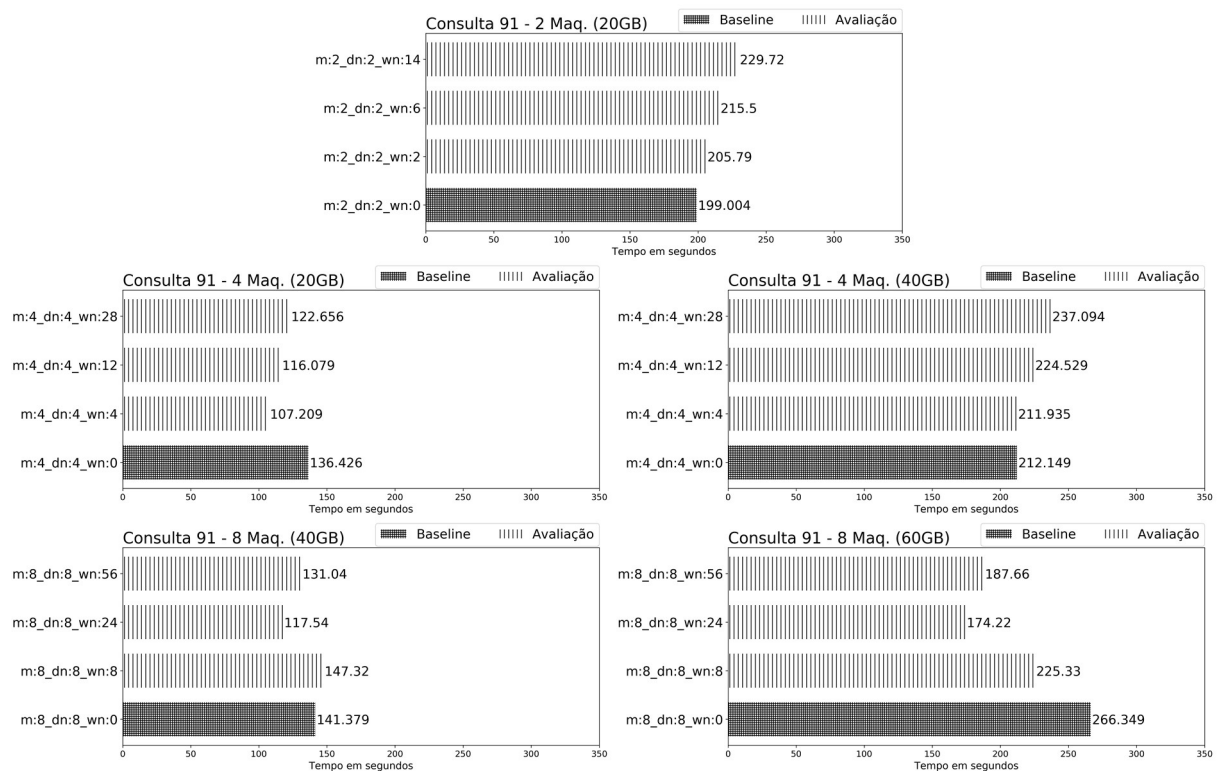 Consulta 91 - 2 Maq. (20GB)
Baseline Avaliação
m:2_dn:2_wn:14 229.72
m:2_dn:2_wn:6 215.5
m:2_dn:2_wn:2 205.79
m:2_dn:2_wn:0 199.004
0 50 100 150 200 250 300 350
Tempo em segundos
Consulta 91 - 4 Maq. (20GB)
Baseline Avaliação
m:4_dn:4_wn:28 122.656
m:4_dn:4_wn:12 116.079
m:4_dn:4_wn:4 107.209
m:4_dn:4_wn:0 136.426
0 50 100 150 200 250 300 350
Tempo em segundos
Consulta 91 - 4 Maq. (40GB)
Baseline Avaliação
m:4_dn:4_wn:28 237.094
m:4_dn:4_wn:12 224.529
m:4_dn:4_wn:4 211.935
m:4_dn:4_wn:0 212.149
0 50 100 150 200 250 300 350
Tempo em segundos
Consulta 91 - 8 Maq. (40GB)
Baseline Avaliação
m:8_dn:8_wn:56 131.04
m:8_dn:8_wn:24 117.54
m:8_dn:8_wn:8 147.32
m:8_dn:8_wn:0 141.379
0 50 100 150 200 250 300 350
Tempo em segundos
Consulta 91 - 8 Maq. (60GB)
Baseline Avaliação
m:8_dn:8_wn:56 187.66
m:8_dn:8_wn:24 174.22
m:8_dn:8_wn:8 225.33
m:8_dn:8_wn:0 266.349
0 50 100 150 200 250 300 350
Tempo em segundos